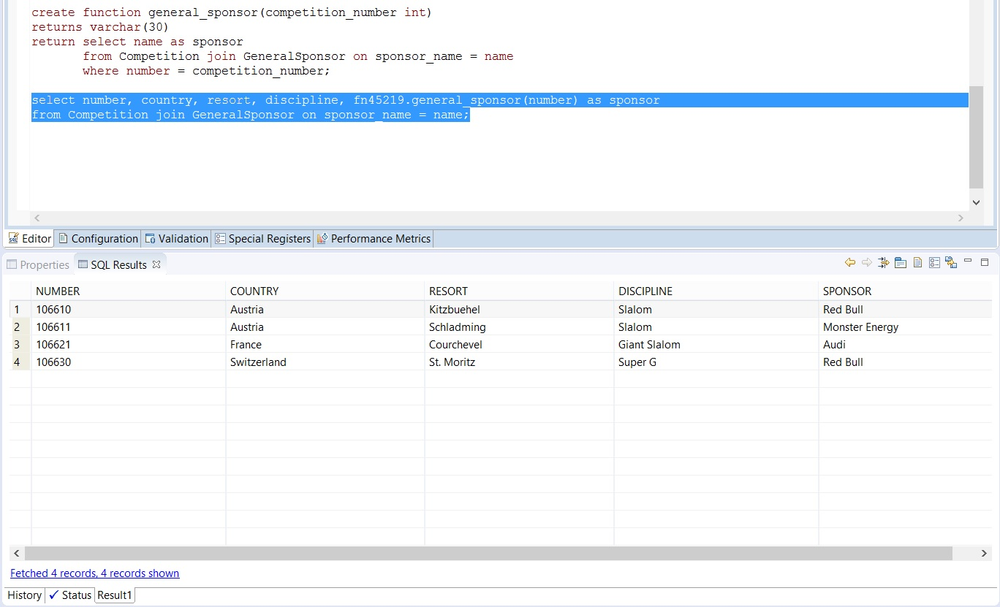 create function general_sponsor(competition_number int)
returns varchar(30)
return select name as sponsor
from Competition join GeneralSponsor on sponsor_name = name
where number = competition_number;
select number, country, resort, discipline, fn45219.general_sponsor(number) as sponsor
from Competition join GeneralSponsor on sponsor_name = name;
Editor Configuration Validation Special Registers Performance Metrics
Properties SQL Results
NUMBER COUNTRY RESORT DISCIPLINE SPONSOR
1 106610 Austria Kitzbuehel Slalom Red Bull
2 106611 Austria Schladming Slalom Monster Energy
3 106621 France Courchevel Giant Slalom Audi
4 106630 Switzerland St. Moritz Super G Red Bull
Fetched 4 records, 4 records shown
History Status Result1